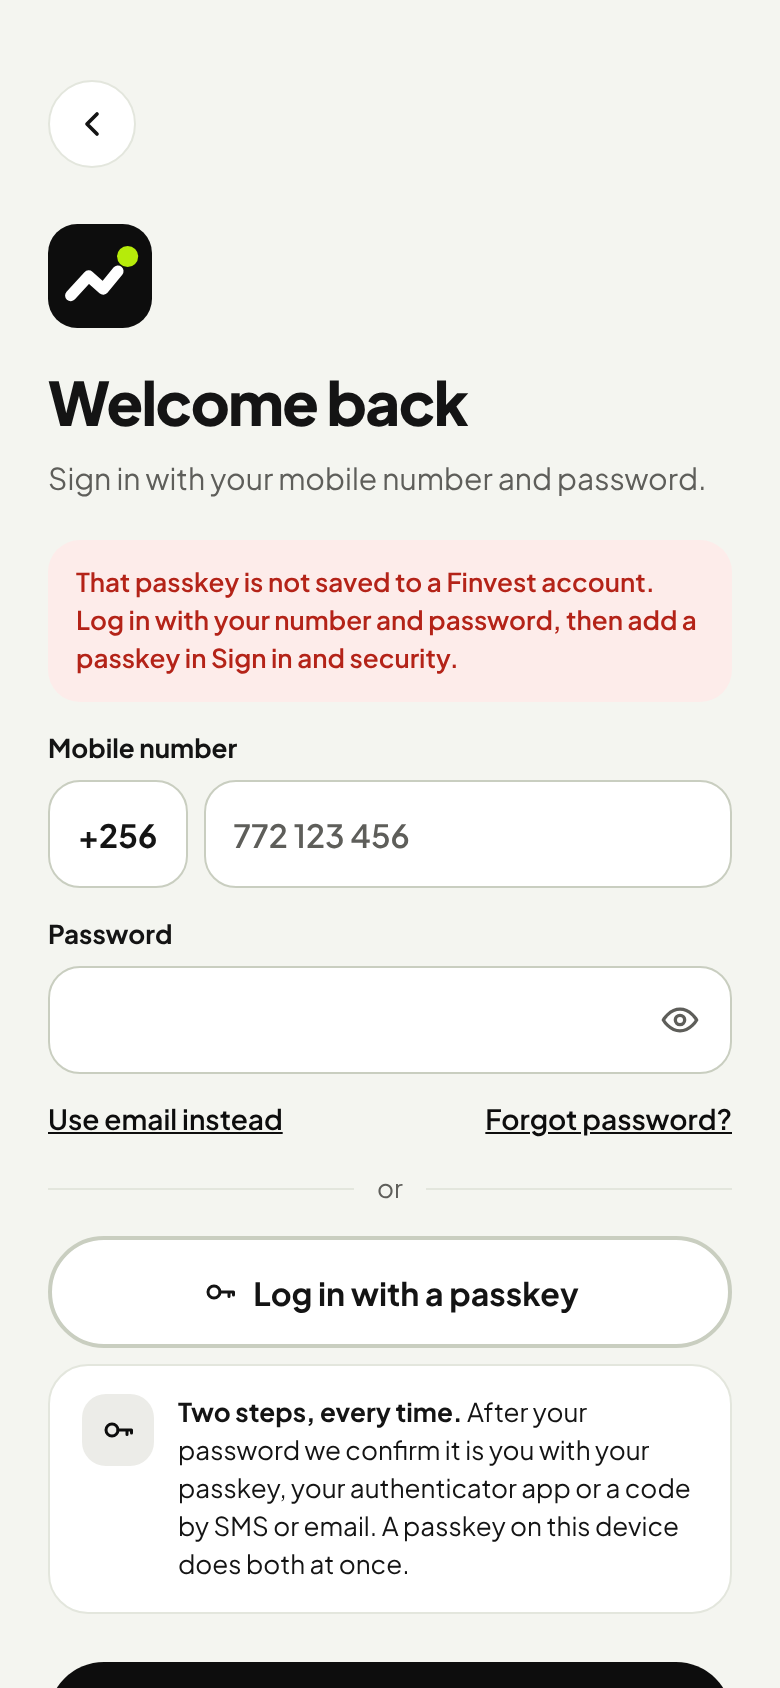 Welcome back
Sign in with your mobile number and password.
That passkey is not saved to a Finvest account.
Log in with your number and password, then add a
passkey in Sign in and security.
Mobile number
+256
772 123 456
Password
Use email instead
Forgot password?
or
Log in with a passkey
Two steps, every time. After your
password we confirm it is you with your
passkey, your authenticator app or a code
by SMS or email. A passkey on this device
does both at once.